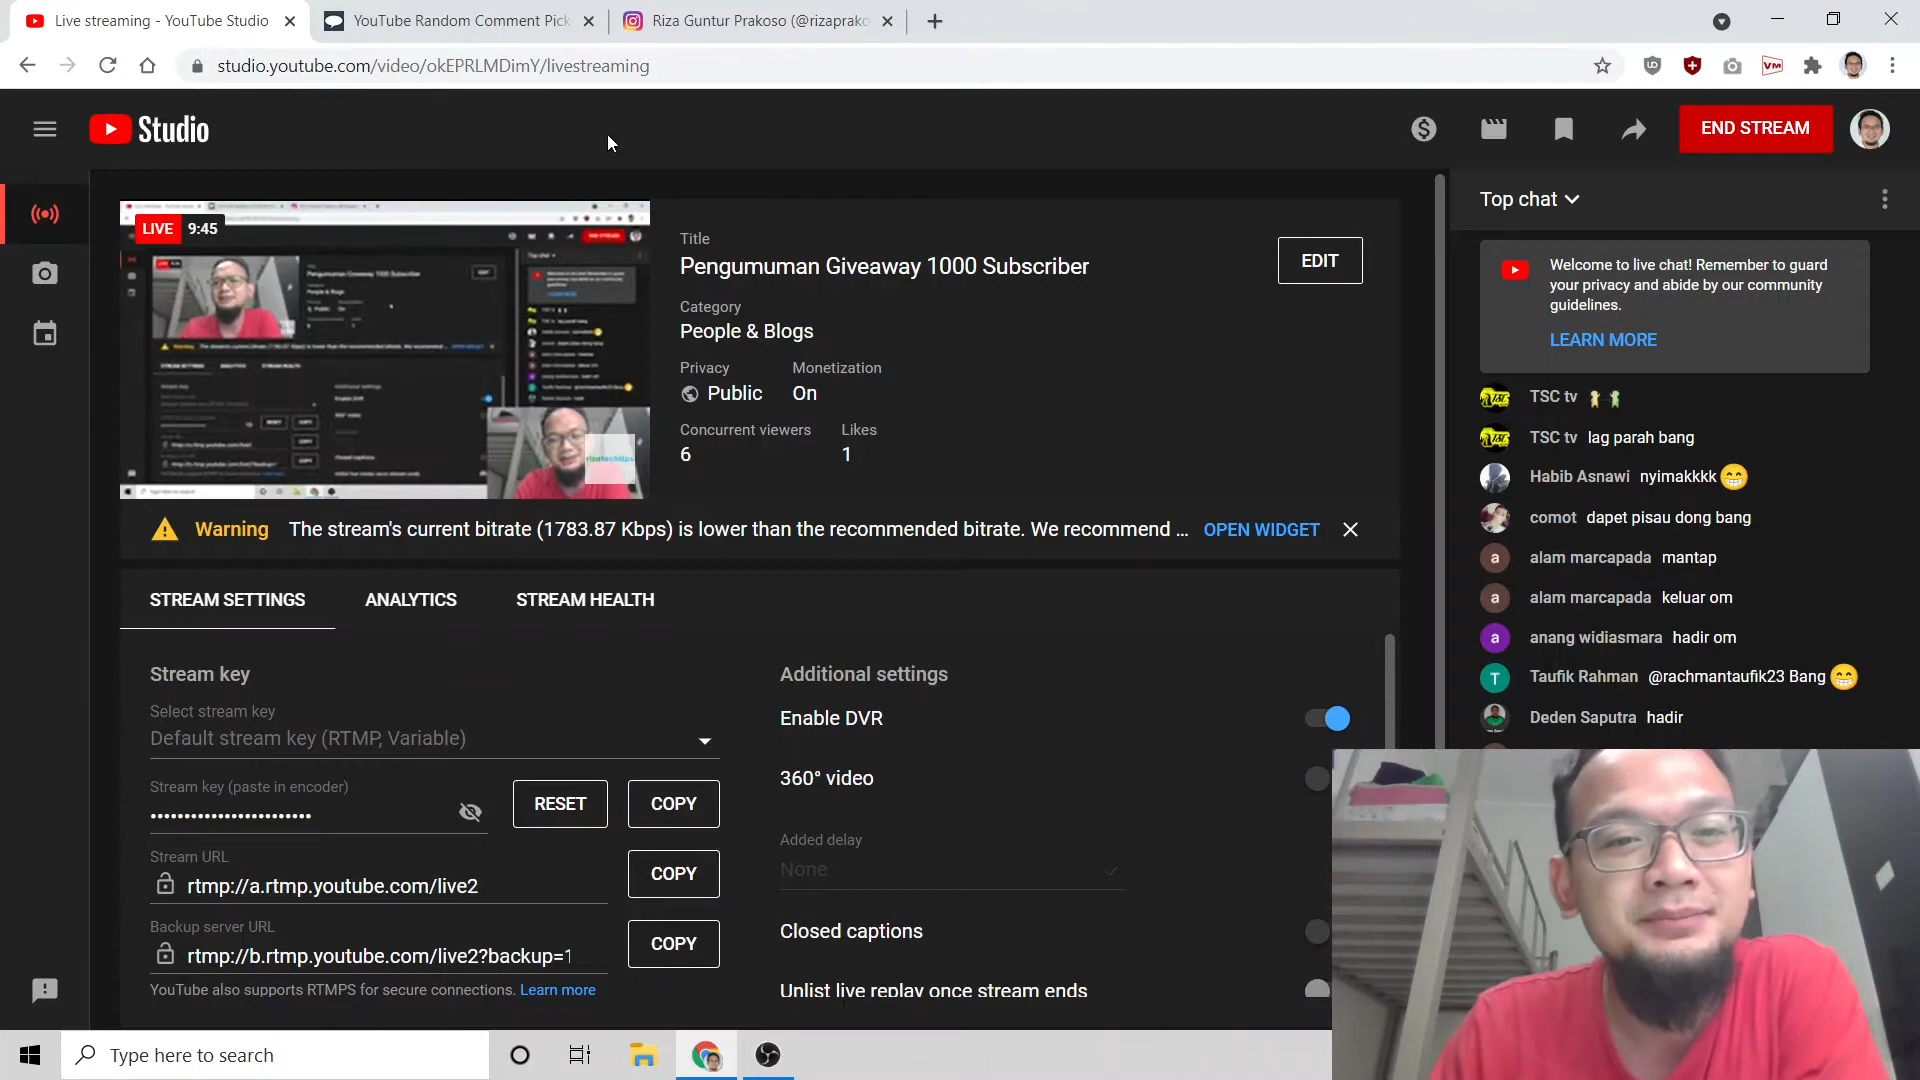 Live streaming - YouTube Studio
YouTube Random Comment Pick
Riza Guntur Prakoso (@rizaprako
studio.youtube.com/video/okEPRLMDimY/livestreaming
Studio
END STREAM
LIVE 9:45
Title
Pengumuman Giveaway 1000 Subscriber
EDIT
Category
People & Blogs
Privacy
Monetization
Public
On
Concurrent viewers
Likes
6
1
Warning The stream's current bitrate (1783.87 Kbps) is lower than the recommended bitrate. We recommend ... OPEN WIDGET
STREAM SETTINGS
ANALYTICS
STREAM HEALTH
Stream key
Select stream key
Default stream key (RTMP, Variable)
Stream key (paste in encoder)
••••••••••••••••••••••••
RESET
COPY
Stream URL
rtmp://a.rtmp.youtube.com/live2
COPY
Backup server URL
rtmp://b.rtmp.youtube.com/live2?backup=1
COPY
YouTube also supports RTMPS for secure connections. Learn more
Additional settings
Enable DVR
360° video
Added delay
None
Closed captions
Unlist live replay once stream ends
Top chat
Welcome to live chat! Remember to guard
your privacy and abide by our community
guidelines.
LEARN MORE
TSC tv
TSC tv lag parah bang
Habib Asnawi nyimakkkk
comot dapet pisau dong bang
alam marcapada mantap
alam marcapada keluar om
anang widiasmara hadir om
Taufik Rahman @rachmantaufik23 Bang
Deden Saputra hadir
Type here to search